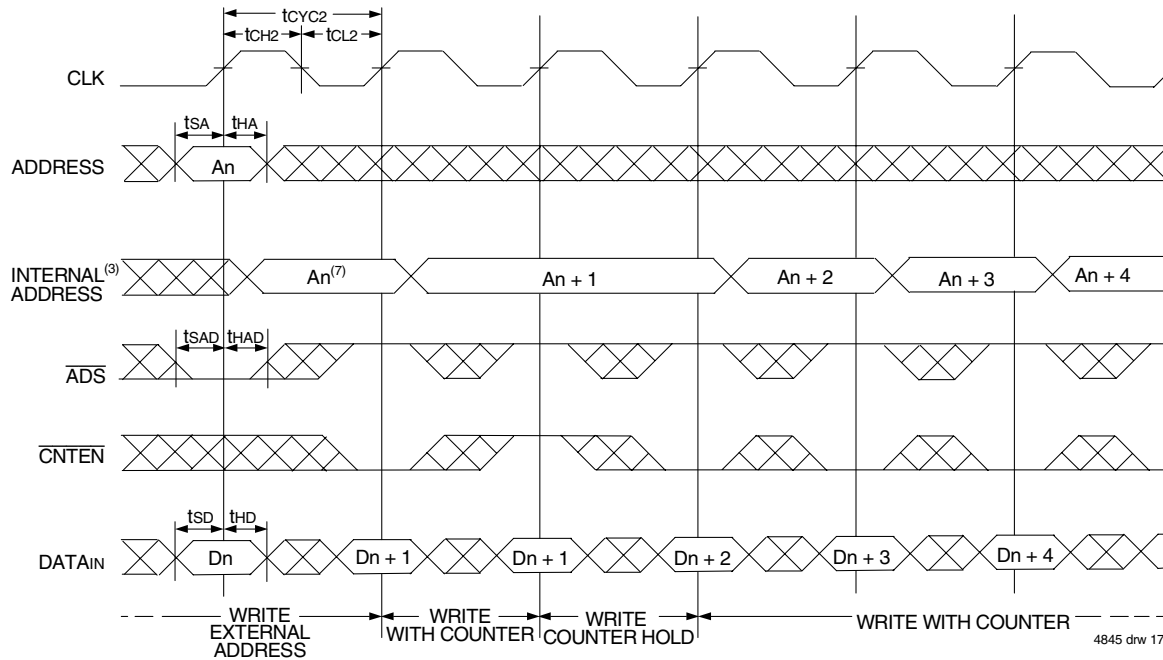 tCYC2
tCH2 tCL2
CLK
tSA tHA
ADDRESS An
INTERNAL(3)
ADDRESS
An(7) An + 1 An + 2 An + 3 An + 4
tSAD tHAD
ADS
CNTEN
tSD tHD
DATAIN Dn Dn + 1 Dn + 1 Dn + 2 Dn + 3 Dn + 4
WRITE
EXTERNAL
ADDRESS
WRITE
WITH COUNTER
WRITE
COUNTER HOLD
WRITE WITH COUNTER
4845 drw 17